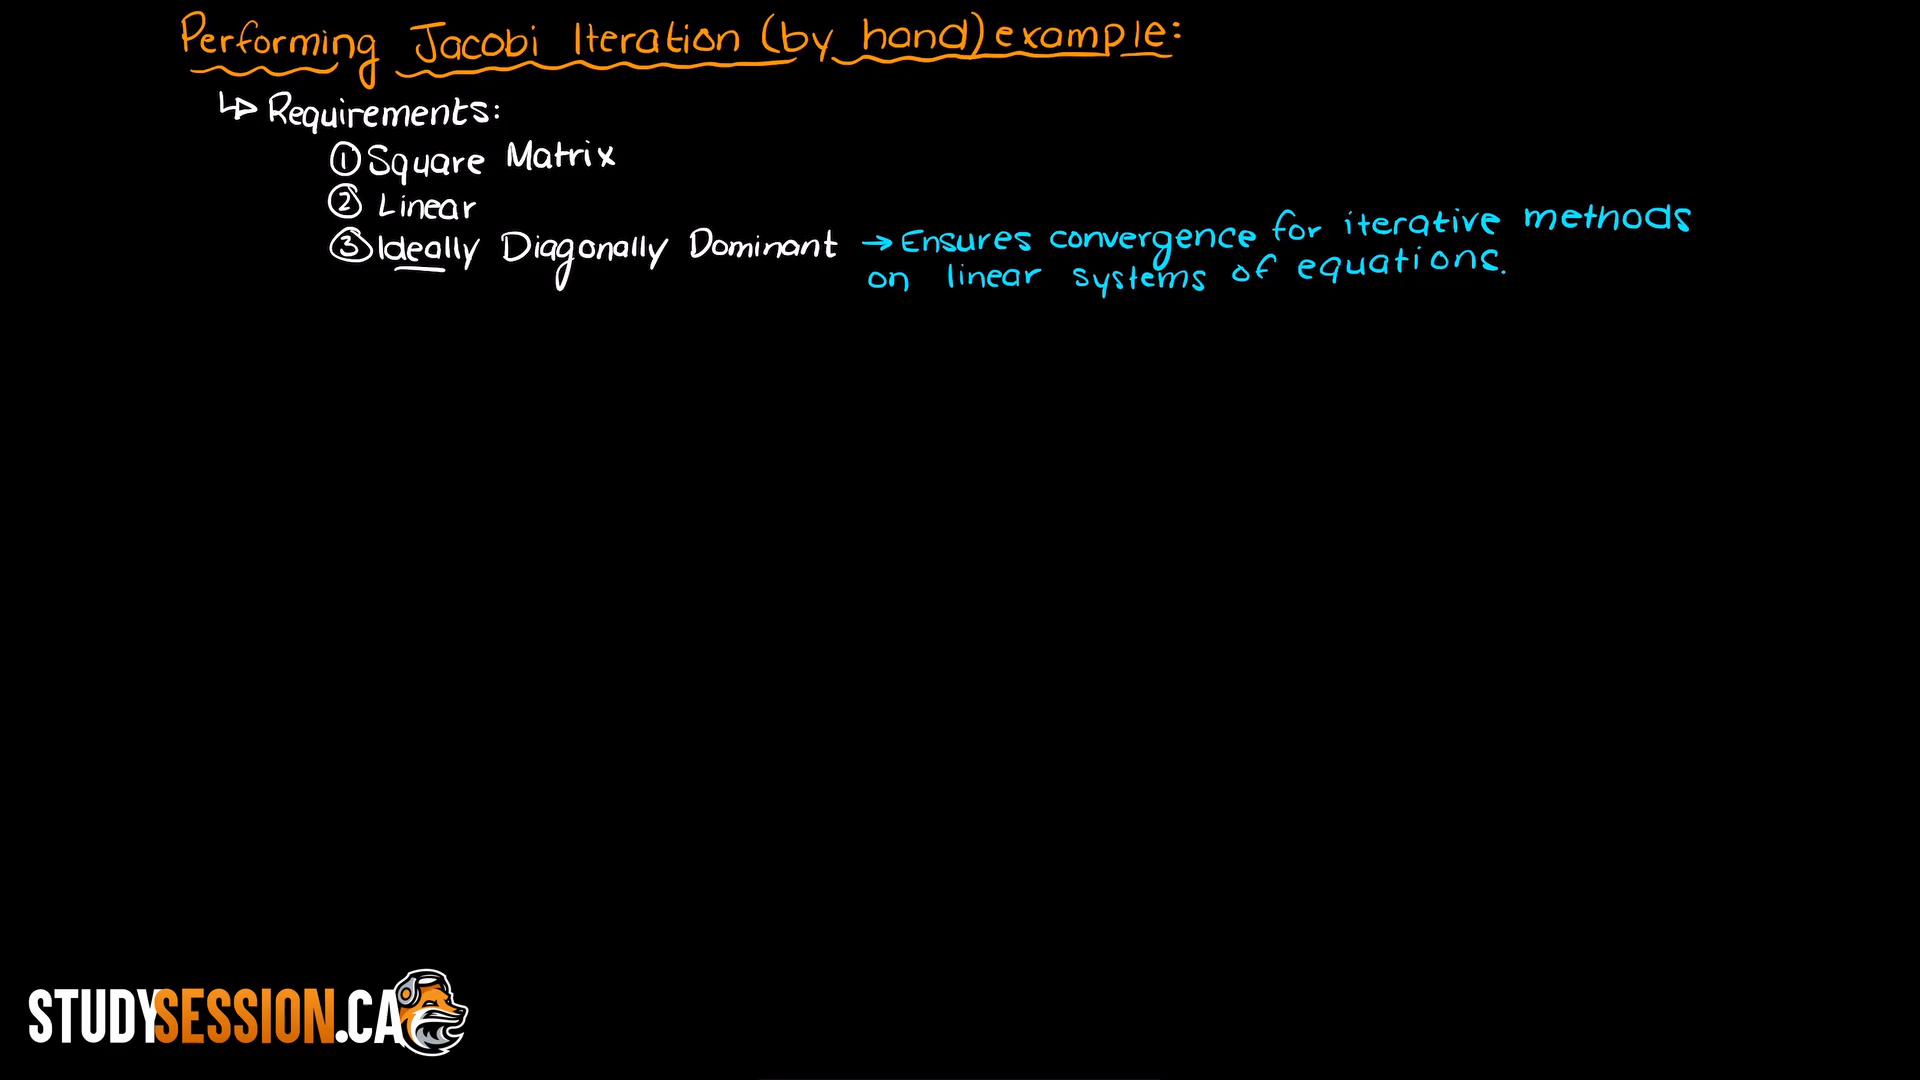 Performing Jacobi Iteration (by hand) example:
↳ Requirements:
① Square Matrix
② Linear
③ Ideally Diagonally Dominant → Ensures convergence for iterative methods
on linear systems of equations.
STUDYSESSION.CA